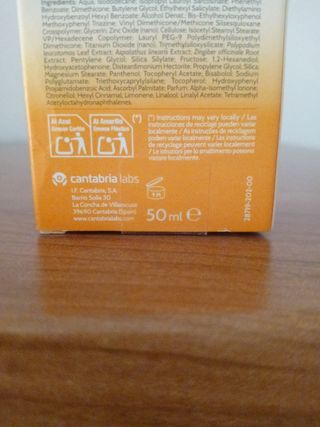 Ingredients: Aqua, Isododecane, Isopropyl Lauroyl Sarcosinate, Phenethyl
Benzoate, Dimethicone, Butylene Glycol, Ethylhexyl Salicylate, Diethylamino
Hydroxybenzoyl Hexyl Benzoate, Alcohol Denat., Bis-Ethylhexyloxyphenol
Methoxyphenyl Triazine, Vinyl Dimethicone/Methicone Silsesquioxane
Crosspolymer, Glycerin, Zinc Oxide (nano), Cellulose, Isocetyl Stearoyl Stearate,
VP/Hexadecene Copolymer, Lauryl PEG-9 Polydimethylsiloxyethyl
Dimethicone, Titanium Dioxide (nano), Trimethylsiloxysilicate, Polypodium
leucotomos Leaf Extract, Aspalathus linearis Extract, Zingiber officinale Root
Extract, Pentylene Glycol, Silica Silylate, Fructose, 1,2-Hexanediol,
Hydroxyacetophenone, Disteardimonium Hectorite, Propylene Glycol, Silica,
Magnesium Stearate, Panthenol, Tocopheryl Acetate, Bisabolol, Sodium
Polyglutamate, Triethoxycaprylylsilane, Tocopherol, Hydroxyphenyl
Propamidobenzoic Acid, Ascorbyl Palmitate, Parfum, Alpha-Isomethyl Ionone,
Citronellol, Hexyl Cinnamal, Limonene, Linalool, Linalyl Acetate, Tetramethyl
Acetyloctahydronaphthalenes.
Al Azul
Envase Cartón
Al Amarillo
Envase Plástico
(*)
(*) Instructions may vary locally / Las
instrucciones de reciclado pueden variar
localmente / As instruções de reciclagem
podem variar localmente / Les instructions
de recyclage peuvent varier localement
/ Le istruzioni per lo smaltimento possono
variare localmente
cantabria labs
I.F. Cantabria, S.A.
Barrio Solía 30
La Concha de Villaescusa
39690 Cantabria (Spain)
www.cantabrialabs.com
50 ml ℮
28719-202-00